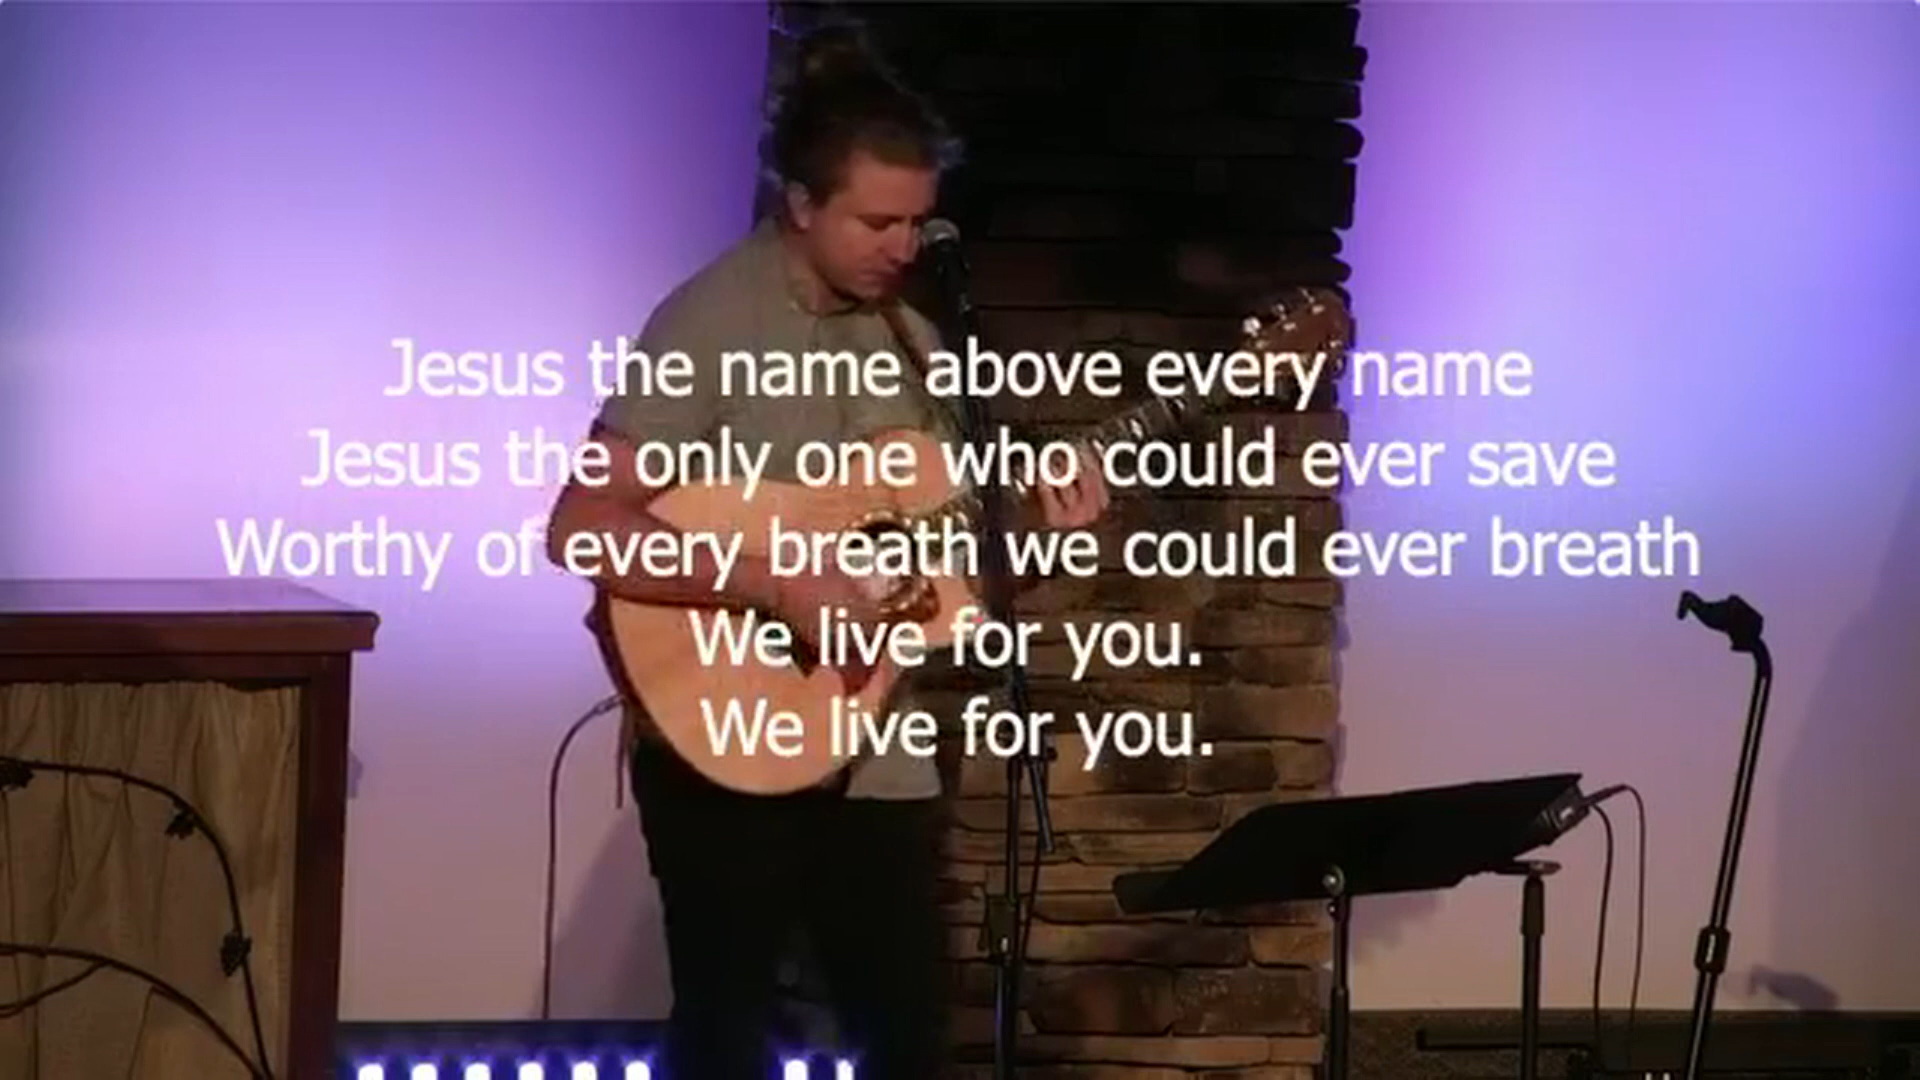 Jesus the name above every name
Jesus the only one who could ever save
Worthy of every breath we could ever breath
We live for you.
We live for you.